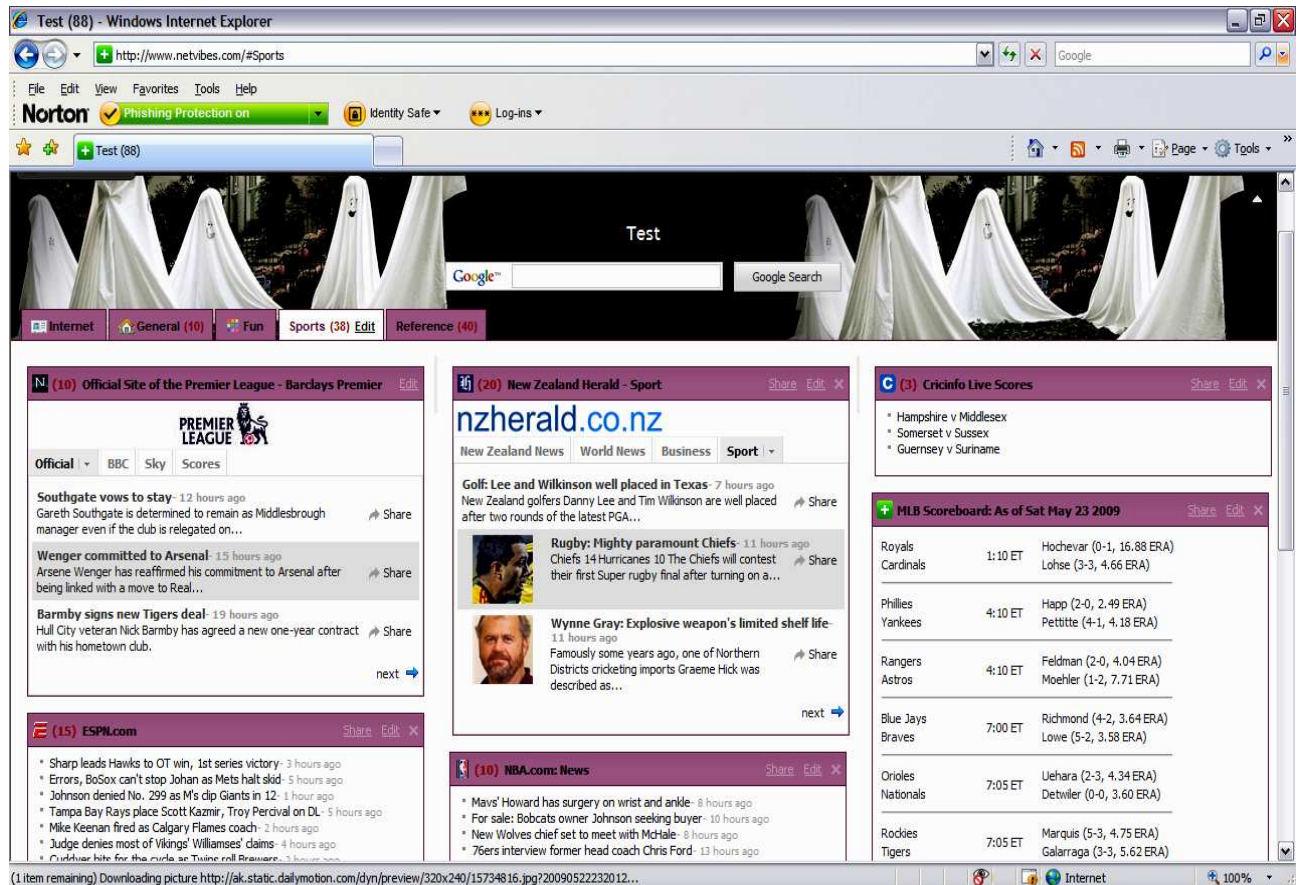 Test (88) - Windows Internet Explorer
http://www.netvibes.com/#Sports
Google
File Edit View Favorites Tools Help
Norton Phishing Protection on Identity Safe Log-ins
Test (88)
Page Tools »
Test
Google™ Google Search
Internet General (10) Fun Sports (38) Edit Reference (40)
N (10) Official Site of the Premier League - Barclays Premier Edit
PREMIER
LEAGUE
Official BBC Sky Scores
Southgate vows to stay- 12 hours ago
Gareth Southgate is determined to remain as Middlesbrough
manager even if the club is relegated on...
Share
Wenger committed to Arsenal- 15 hours ago
Arsene Wenger has reaffirmed his commitment to Arsenal after
being linked with a move to Real...
Share
Barmby signs new Tigers deal- 19 hours ago
Hull City veteran Nick Barmby has agreed a new one-year contract
with his hometown club.
Share
next
(15) ESPN.com Share Edit ×
Sharp leads Hawks to OT win, 1st series victory- 3 hours ago
Errors, BoSox can't stop Johan as Mets halt skid- 5 hours ago
Johnson denied No. 299 as M's clip Giants in 12- 1 hour ago
Tampa Bay Rays place Scott Kazmir, Troy Percival on DL- 5 hours ago
Mike Keenan fired as Calgary Flames coach- 2 hours ago
Judge denies most of Vikings' Williamses' claims- 4 hours ago
Cuddyer hits for the cycle as Twins roll Brewers- 3 hours ago
(20) New Zealand Herald - Sport Share Edit ×
nzherald.co.nz
New Zealand News World News Business Sport
Golf: Lee and Wilkinson well placed in Texas- 7 hours ago
New Zealand golfers Danny Lee and Tim Wilkinson are well placed
after two rounds of the latest PGA...
Share
Rugby: Mighty paramount Chiefs- 11 hours ago
Chiefs 14 Hurricanes 10 The Chiefs will contest
their first Super rugby final after turning on a...
Share
Wynne Gray: Explosive weapon's limited shelf life-
11 hours ago
Famously some years ago, one of Northern
Districts cricketing imports Graeme Hick was
described as...
Share
next
(10) NBA.com: News Share Edit ×
Mavs' Howard has surgery on wrist and ankle- 8 hours ago
For sale: Bobcats owner Johnson seeking buyer- 10 hours ago
New Wolves chief set to meet with McHale- 8 hours ago
76ers interview former head coach Chris Ford- 13 hours ago
C (3) Cricinfo Live Scores Share Edit ×
Hampshire v Middlesex
Somerset v Sussex
Guernsey v Suriname
MLB Scoreboard: As of Sat May 23 2009 Share Edit ×
Royals 1:10 ET Hochevar (0-1, 16.88 ERA)
Cardinals Lohse (3-3, 4.66 ERA)
Phillies 4:10 ET Happ (2-0, 2.49 ERA)
Yankees Pettitte (4-1, 4.18 ERA)
Rangers 4:10 ET Feldman (2-0, 4.04 ERA)
Astros Moehler (1-2, 7.71 ERA)
Blue Jays 7:00 ET Richmond (4-2, 3.64 ERA)
Braves Lowe (5-2, 3.58 ERA)
Orioles 7:05 ET Uehara (2-3, 4.34 ERA)
Nationals Detwiler (0-0, 3.60 ERA)
Rockies 7:05 ET Marquis (5-3, 4.75 ERA)
Tigers Galarraga (3-3, 5.62 ERA)
(1 item remaining) Downloading picture http://ak.static.dailymotion.com/dyn/preview/320x240/15734816.jpg?20090522232012... Internet 100%